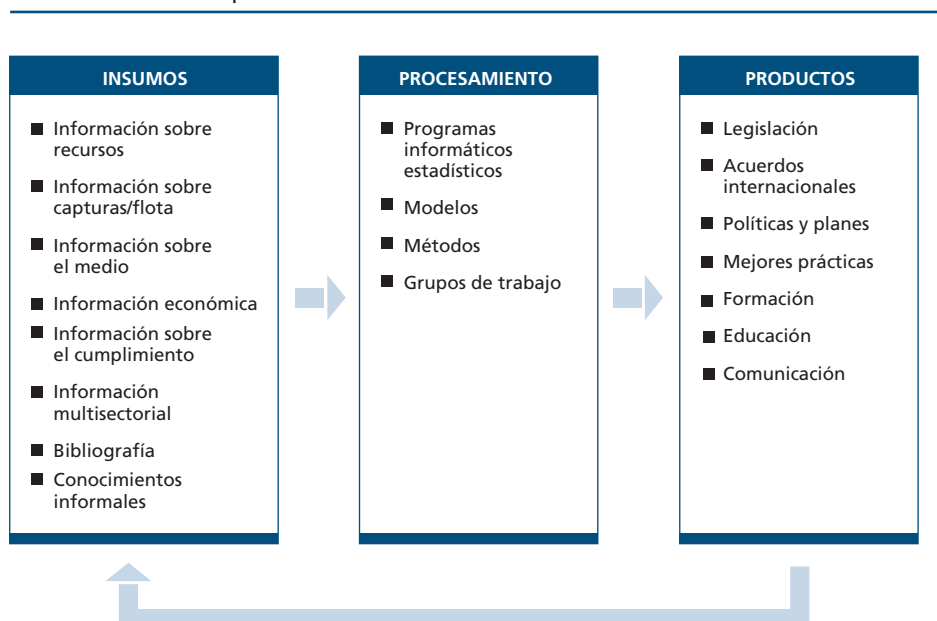 INSUMOS
Información sobre
recursos
Información sobre
capturas/flota
Información sobre
el medio
Información económica
Información sobre
el cumplimiento
Información
multisectorial
Bibliografía
Conocimientos
informales
PROCESAMIENTO
Programas
informáticos
estadísticos
Modelos
Métodos
Grupos de trabajo
PRODUCTOS
Legislación
Acuerdos
internacionales
Políticas y planes
Mejores prácticas
Formación
Educación
Comunicación